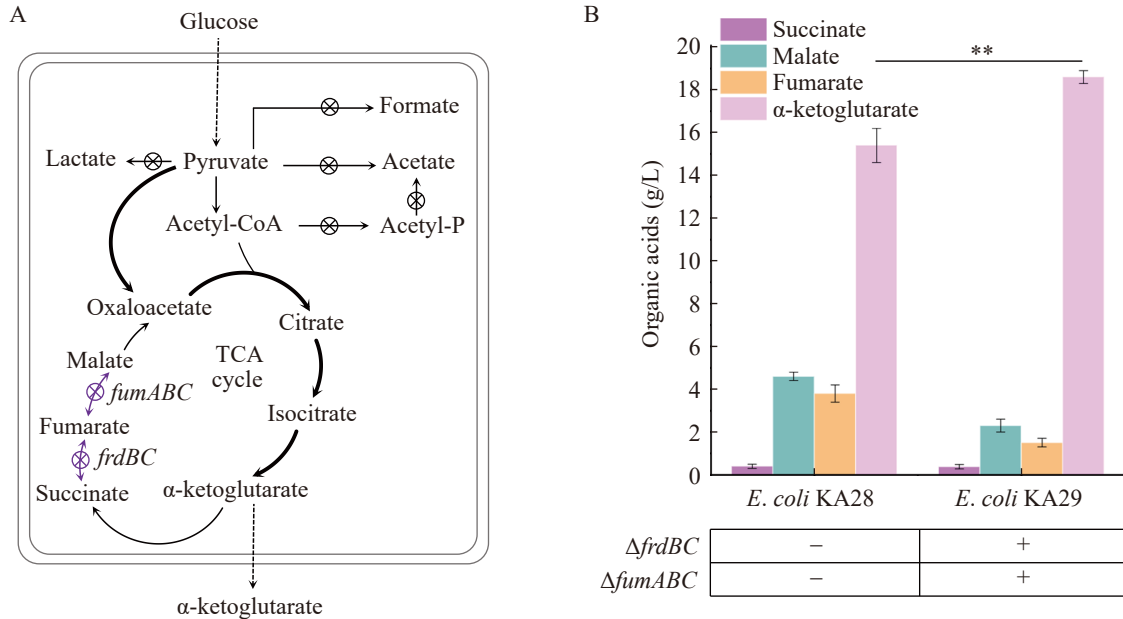 A
Glucose
Formate
Lactate
Pyruvate
Acetate
Acetyl-CoA
Acetyl-P
Oxaloacetate
Citrate
Malate
TCA
cycle
fumABC
Isocitrate
Fumarate
frdBC
Succinate
α-ketoglutarate
α-ketoglutarate
B
Succinate
Malate
Fumarate
α-ketoglutarate
**
Organic acids (g/L)
20
18
16
14
12
10
8
6
4
2
0
E. coli KA28
E. coli KA29
ΔfrdBC − +
ΔfumABC − +